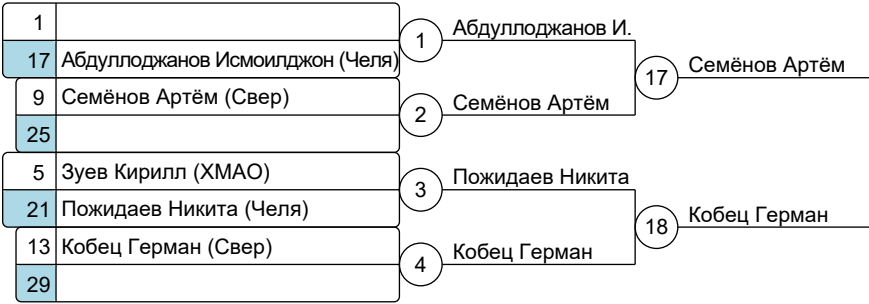 1
17 Абдуллоджанов Исмоилджон (Челя)
1
Абдуллоджанов И.
9 Семёнов Артём (Свер)
25
2
Семёнов Артём
17
Семёнов Артём
5 Зуев Кирилл (ХМАО)
21 Пожидаев Никита (Челя)
3
Пожидаев Никита
13 Кобец Герман (Свер)
29
4
Кобец Герман
18
Кобец Герман